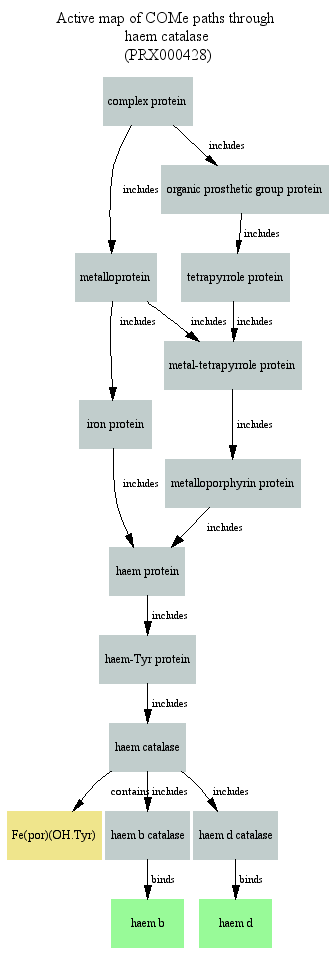 Active map of COMe paths through
haem catalase
(PRX000428)
complex protein
includes
includes
organic prosthetic group protein
includes
metalloprotein
tetrapyrrole protein
includes
includes
includes
metal-tetrapyrrole protein
iron protein
includes
metalloporphyrin protein
includes
includes
haem protein
includes
haem-Tyr protein
includes
haem catalase
contains
includes
includes
Fe(por)(OH.Tyr)
haem b catalase
haem d catalase
binds
binds
haem b
haem d